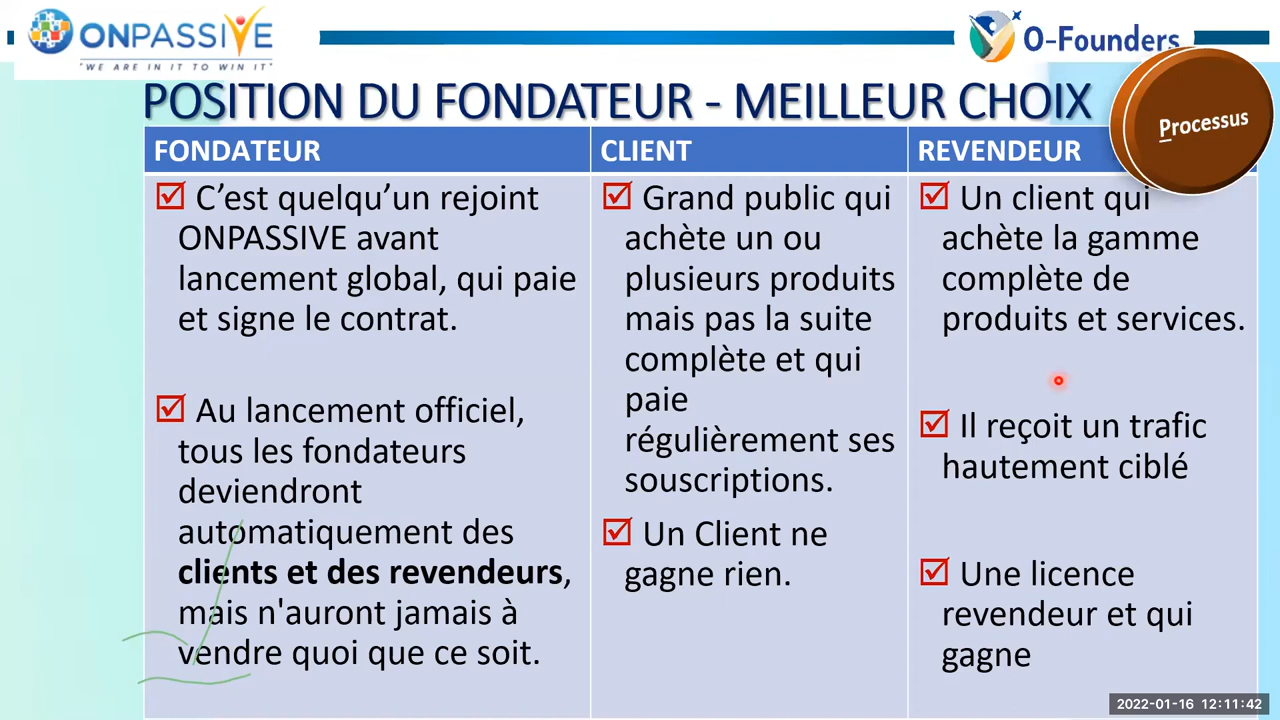 ONPASSIVE
"WE ARE IN IT TO WIN IT"
O-Founders
POSITION DU FONDATEUR - MEILLEUR CHOIX
Processus
FONDATEUR
C’est quelqu’un rejoint
ONPASSIVE avant
lancement global, qui paie
et signe le contrat.
Au lancement officiel,
tous les fondateurs
deviendront
automatiquement des
clients et des revendeurs,
mais n'auront jamais à
vendre quoi que ce soit.
CLIENT
Grand public qui
achète un ou
plusieurs produits
mais pas la suite
complète et qui
paie
régulièrement ses
souscriptions.
Un Client ne
gagne rien.
REVENDEUR
Un client qui
achète la gamme
complète de
produits et services.
Il reçoit un trafic
hautement ciblé
Une licence
revendeur et qui
gagne
2022-01-16 12:11:42